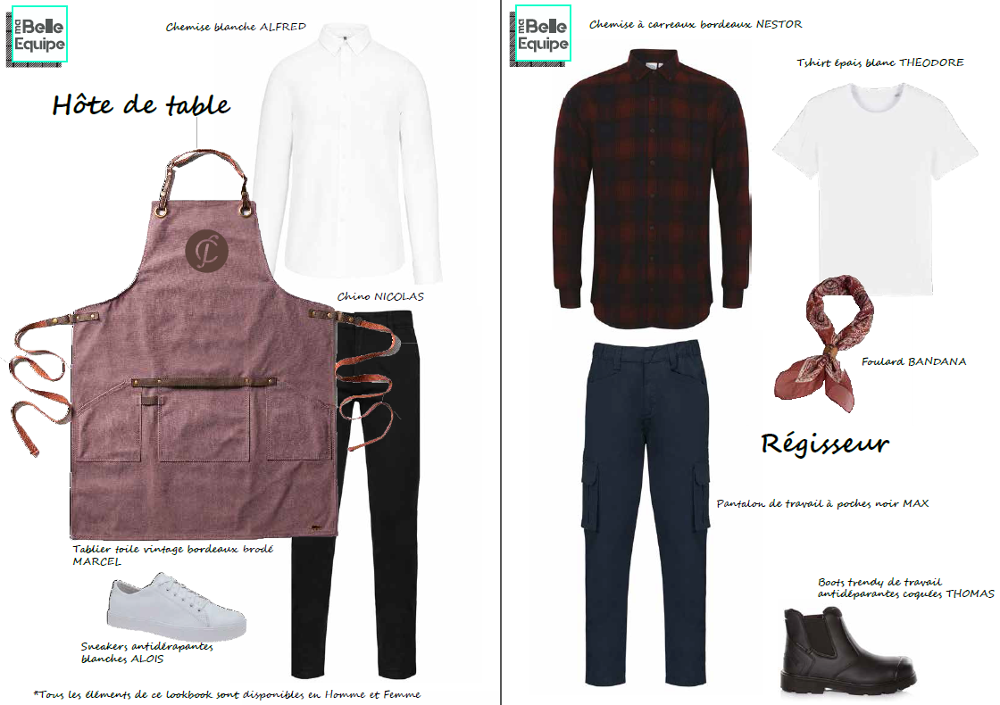 ma
Belle
Equipe
Chemise blanche ALFRED
Hôte de table
Chino NICOLAS
Tablier toile vintage bordeaux brodé
MARCEL
Sneakers antidérapantes
blanches ALOIS
*Tous les éléments de ce lookbook sont disponibles en Homme et Femme
ma
Belle
Equipe
Chemise à carreaux bordeaux NESTOR
Tshirt épais blanc THEODORE
Foulard BANDANA
Régisseur
Pantalon de travail à poches noir MAX
Boots trendy de travail
antidéparantes coquées THOMAS